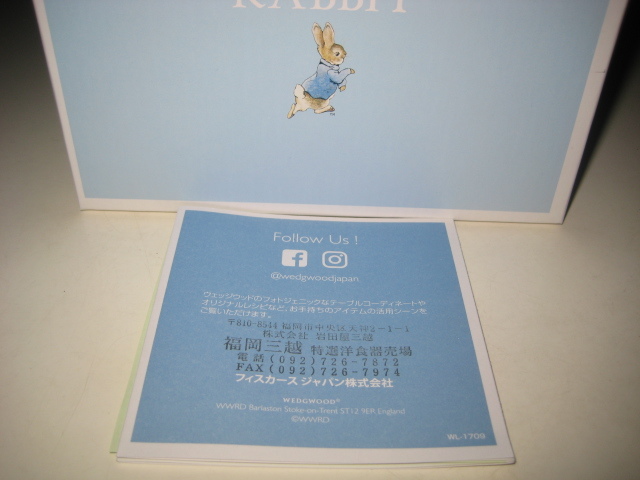 RABBIT
Follow Us !
@wedgwoodjapan
ウェッジウッドのフォトジェニックなテーブルコーディネートや
オリジナルレシピなど、お手持ちのアイテムの活用シーンを
ご覧いただけます。
〒810-8544 福岡市中央区天神2-1-1
株式会社 岩田屋三越
福岡三越 特選洋食器売場
電話(092)726-7872
FAX(092)726-7974
フィスカース ジャパン株式会社
WEDGWOOD®
WWRD Barlaston Stoke-on-Trent ST12 9ER England
©WWRD
WL-1709